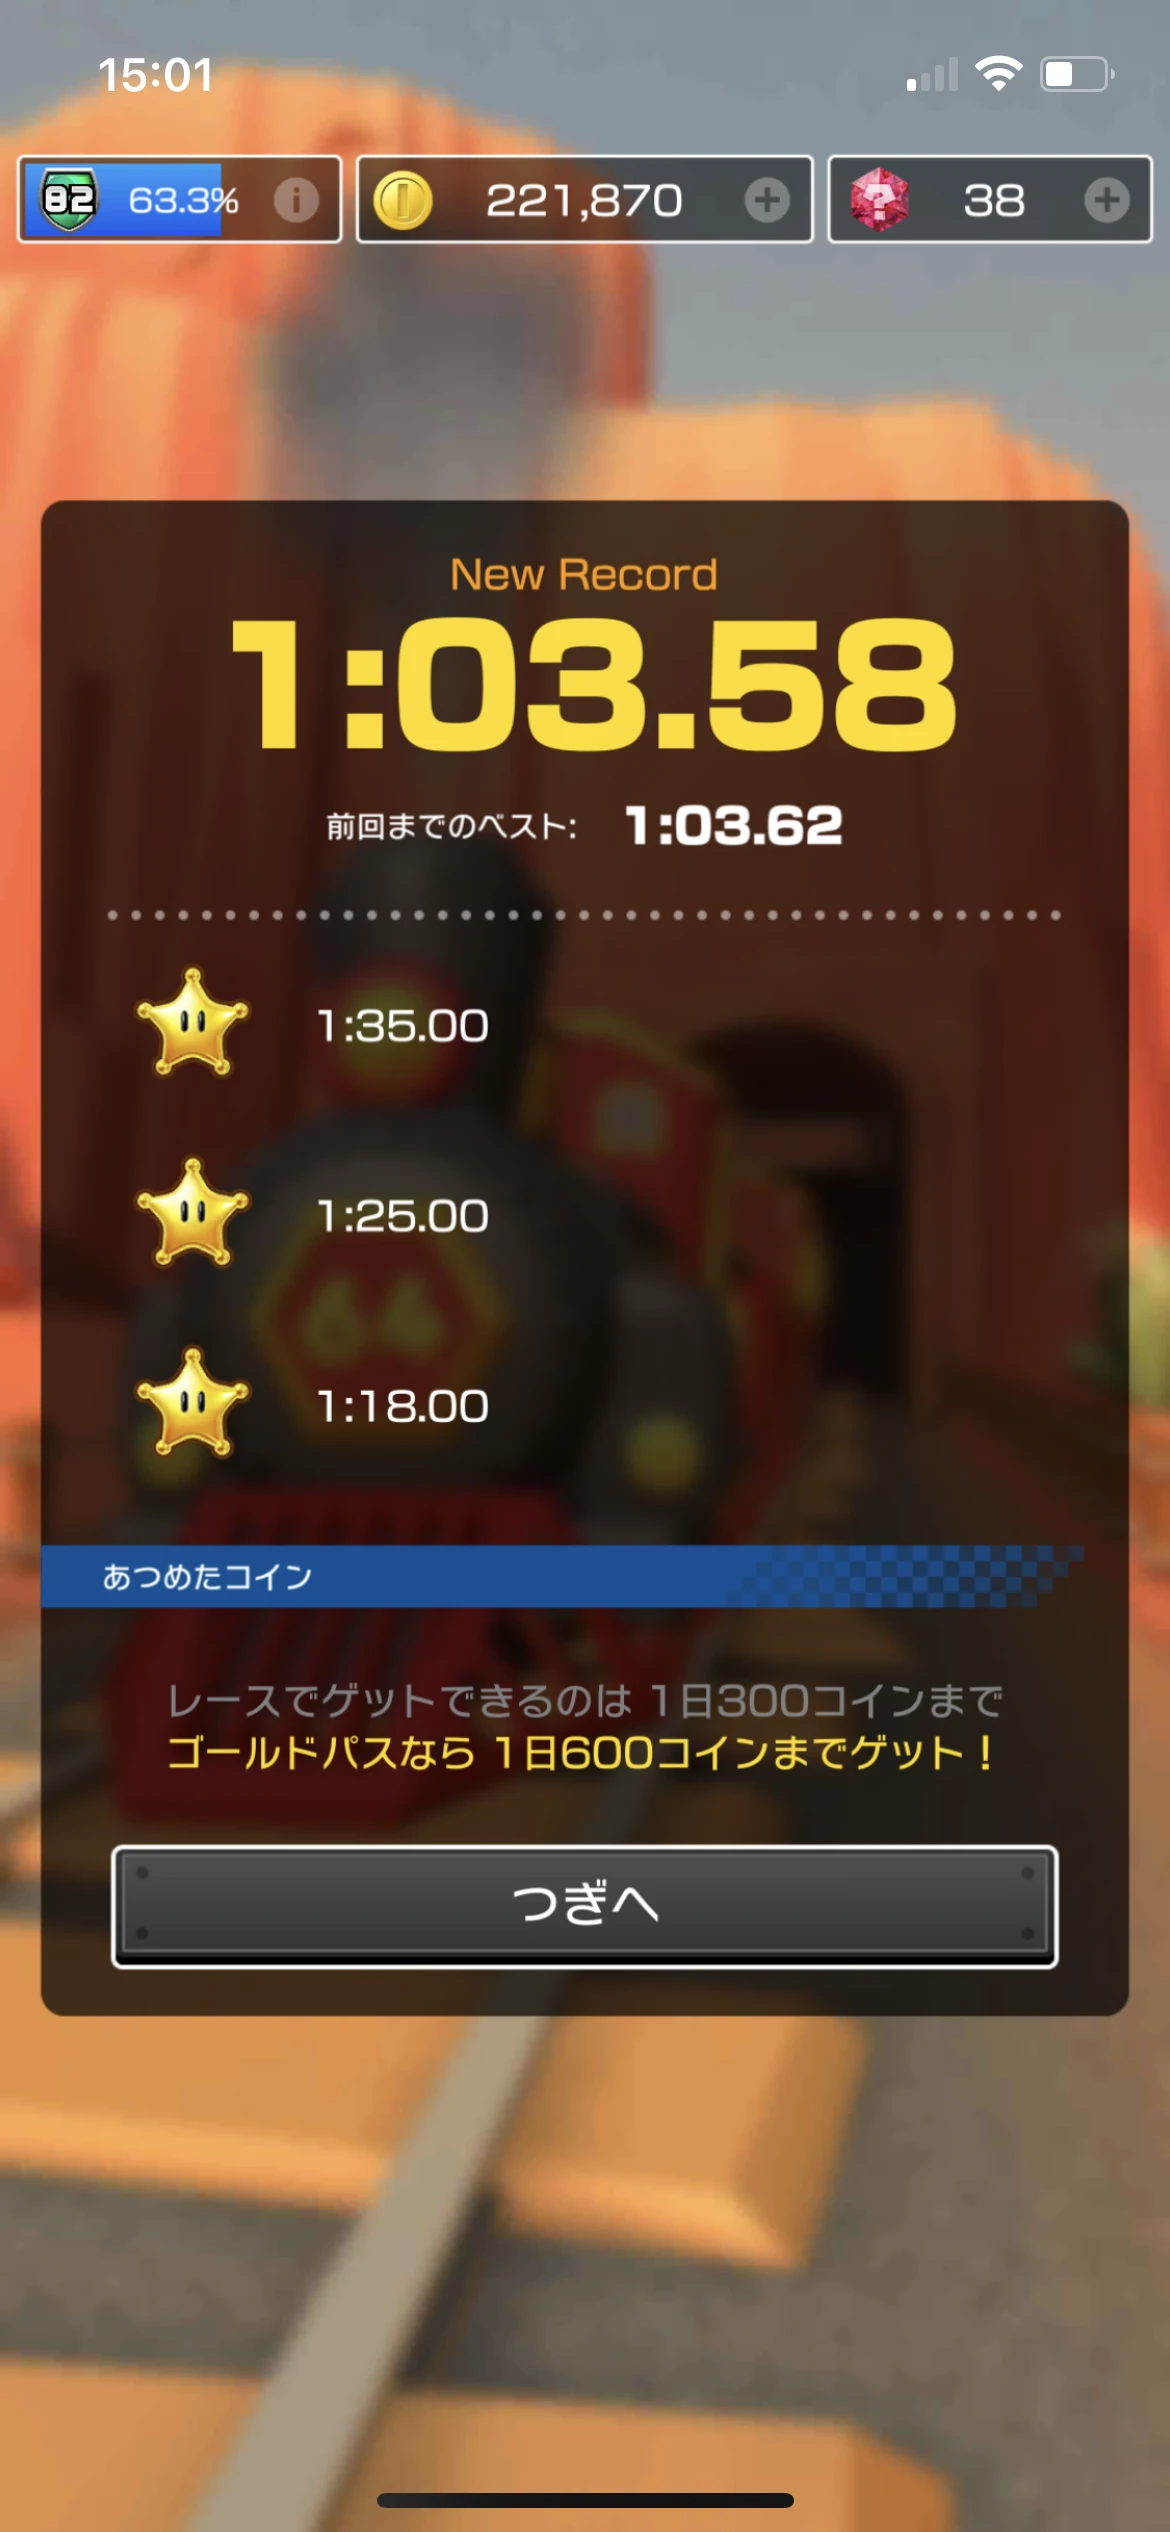 15:01
82 63.3% i 221,870 + ? 38 +
New Record
1:03.58
前回までのベスト: 1:03.62
1:35.00
1:25.00
64
1:18.00
あつめたコイン
レースでゲットできるのは 1日300コインまで
ゴールドパスなら 1日600コインまでゲット！
つぎへ